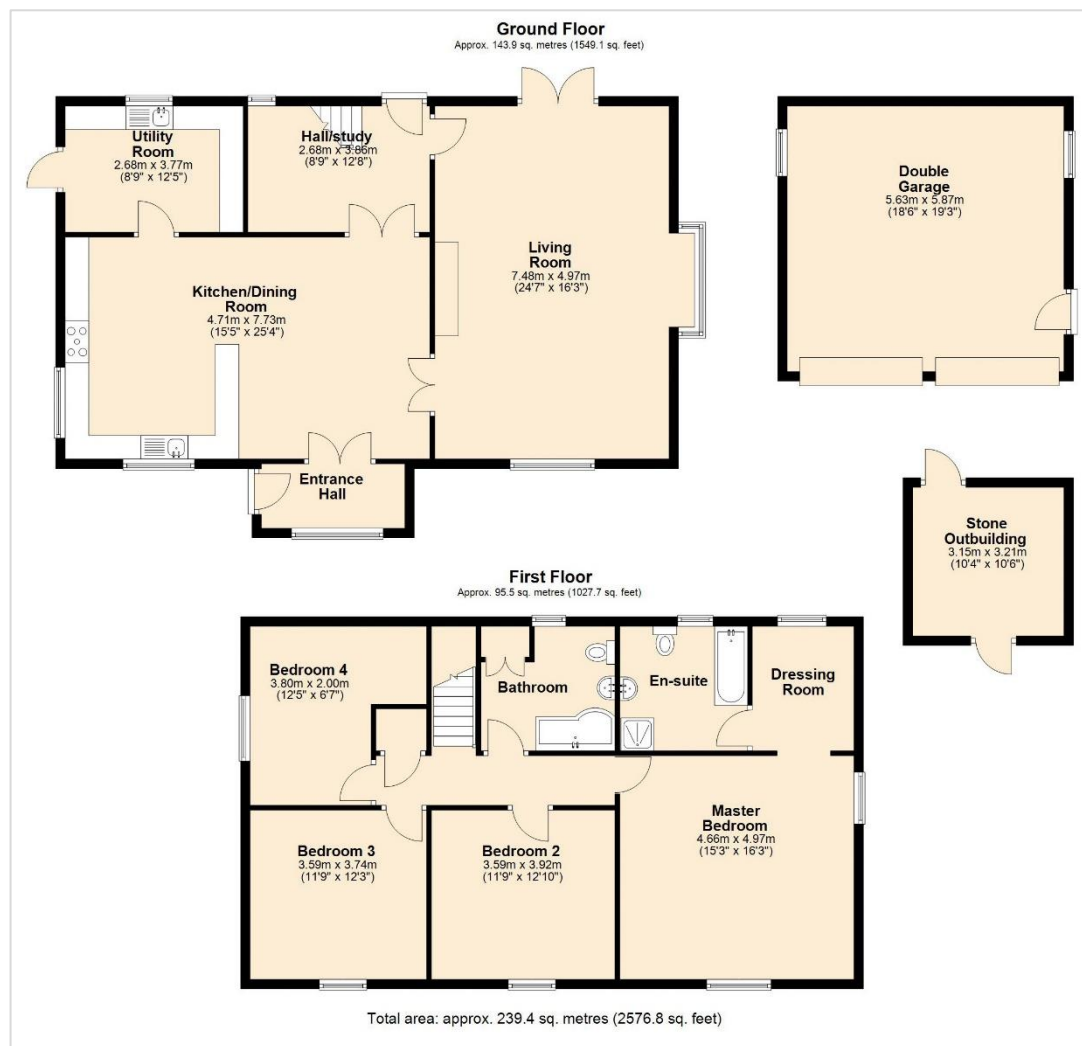 Ground Floor
Approx. 143.9 sq. metres (1549.1 sq. feet)
Utility
Room
2.68m x 3.77m
(8'9" x 12'5")
Hall/study
2.68m x 3.86m
(8'9" x 12'8")
Living
Room
7.48m x 4.97m
(24'7" x 16'3")
Kitchen/Dining
Room
4.71m x 7.73m
(15'5" x 25'4")
Entrance
Hall
Double
Garage
5.63m x 5.87m
(18'6" x 19'3")
Stone
Outbuilding
3.15m x 3.21m
(10'4" x 10'6")
First Floor
Approx. 95.5 sq. metres (1027.7 sq. feet)
Bedroom 4
3.80m x 2.00m
(12'5" x 6'7")
Bathroom
En-suite
Dressing
Room
Bedroom 3
3.59m x 3.74m
(11'9" x 12'3")
Bedroom 2
3.59m x 3.92m
(11'9" x 12'10")
Master
Bedroom
4.66m x 4.97m
(15'3" x 16'3")
Total area: approx. 239.4 sq. metres (2576.8 sq. feet)